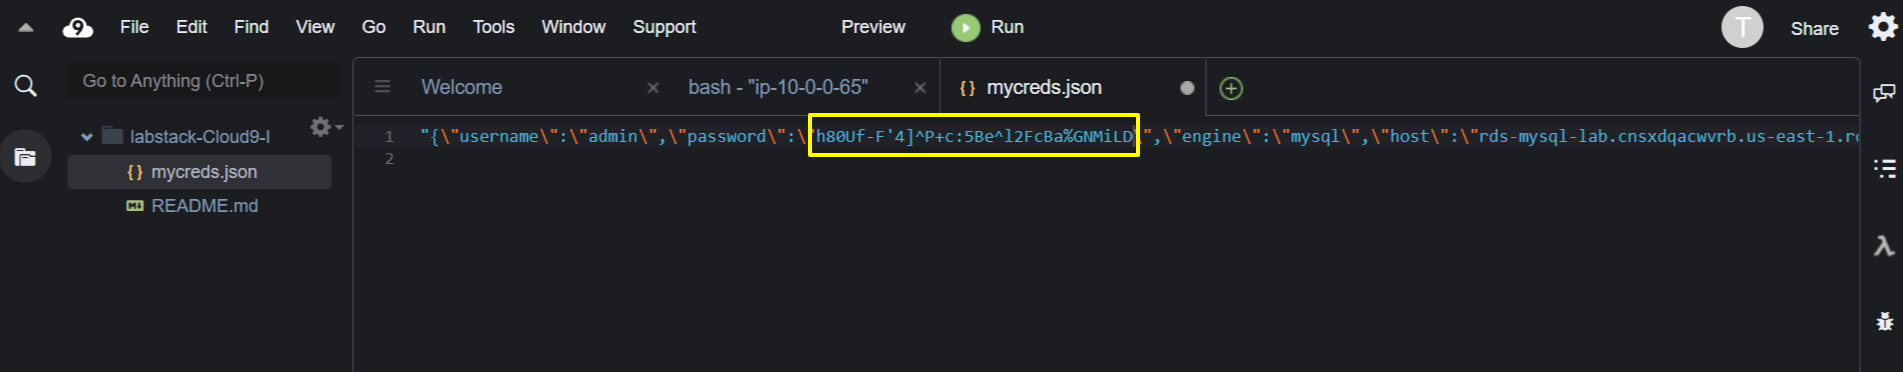 File Edit Find View Go Run Tools Window Support Preview Run T Share
Go to Anything (Ctrl-P)
Welcome
bash - "ip-10-0-0-65"
{} mycreds.json
labstack-Cloud9-l
{} mycreds.json
README.md
1 "{\"username\":\"admin\",\"password\":\"h80Uf-F'4]^P+c:5Be^l2FcBa%GNMiLD\",\"engine\":\"mysql\",\"host\":\"rds-mysql-lab.cnsxdqacwvrb.us-east-1.rd
2